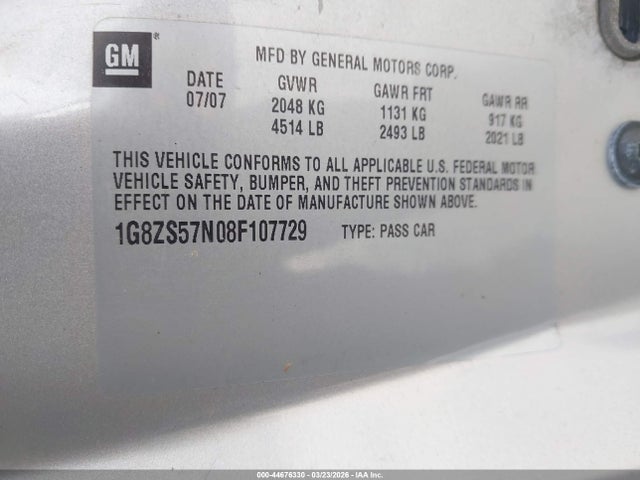 GM
MFD BY GENERAL MOTORS CORP.
DATE GVWR GAWR FRT GAWR RR
07/07 2048 KG 1131 KG 917 KG
4514 LB 2493 LB 2021 LB
THIS VEHICLE CONFORMS TO ALL APPLICABLE U.S. FEDERAL MOTOR
VEHICLE SAFETY, BUMPER, AND THEFT PREVENTION STANDARDS IN
EFFECT ON THE DATE OF MANUFACTURE SHOWN ABOVE.
1G8ZS57N08F107729 TYPE: PASS CAR
000-44676330 - 03/23/2026 - IAA Inc.